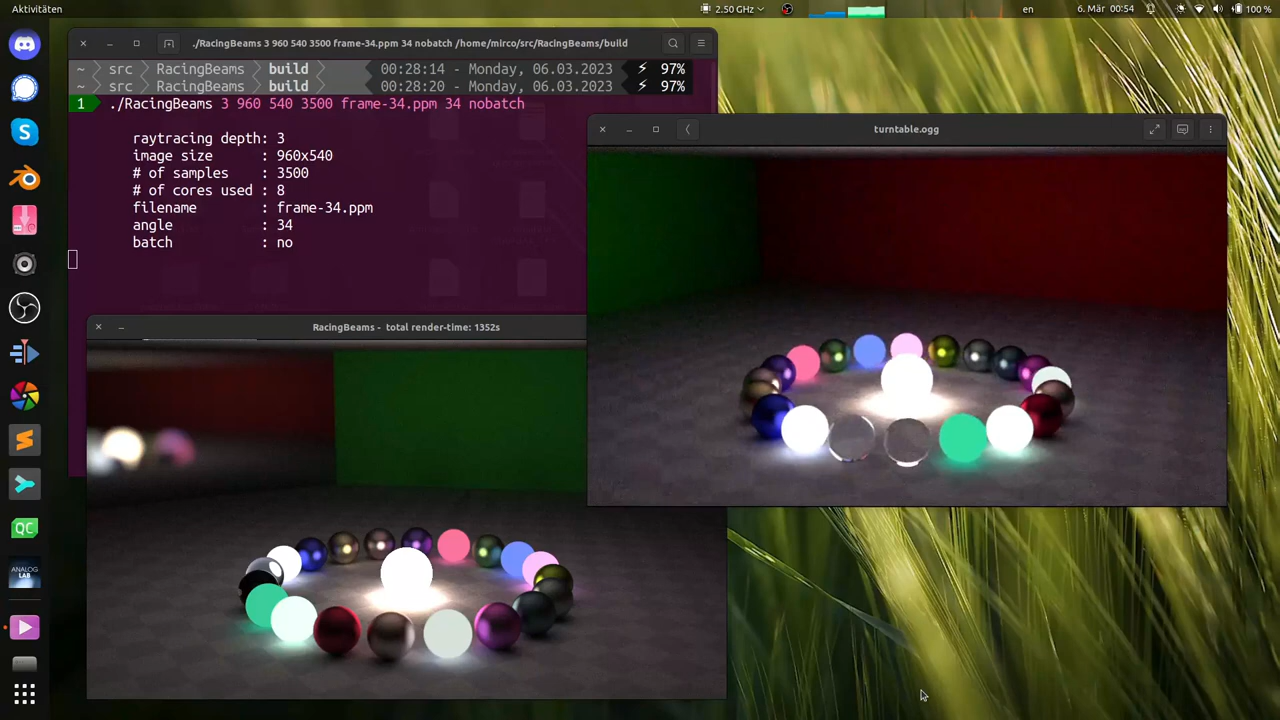 Aktivitäten
2.50 GHz
en
6. Mär 00:54
100 %
./RacingBeams 3 960 540 3500 frame-34.ppm 34 nobatch /home/mirco/src/RacingBeams/build
~ src RacingBeams build 00:28:14 - Monday, 06.03.2023 ⚡ 97%
~ src RacingBeams build 00:28:20 - Monday, 06.03.2023 ⚡ 97%
1 ./RacingBeams 3 960 540 3500 frame-34.ppm 34 nobatch
raytracing depth: 3
image size : 960x540
# of samples : 3500
# of cores used : 8
filename : frame-34.ppm
angle : 34
batch : no
turntable.ogg
RacingBeams - total render-time: 1352s
QC
ANALOG
LAB